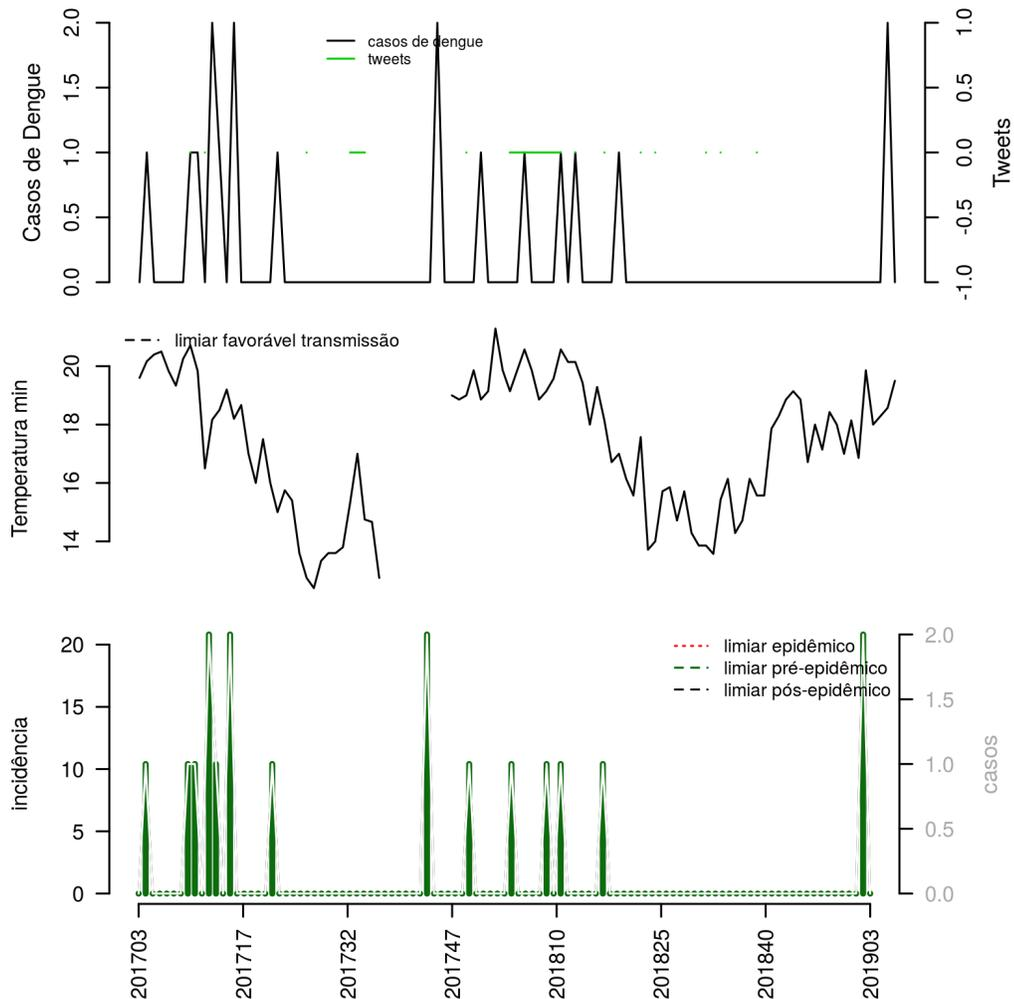 casos de dengue
tweets
Casos de Dengue
0.0 0.5 1.0 1.5 2.0
Tweets
-1.0 -0.5 0.0 0.5 1.0
limiar favorável transmissão
Temperatura min
14 16 18 20
limiar epidêmico
limiar pré-epidêmico
limiar pós-epidêmico
incidência
0 5 10 15 20
casos
0.0 0.5 1.0 1.5 2.0
201703 201717 201732 201747 201810 201825 201840 201903